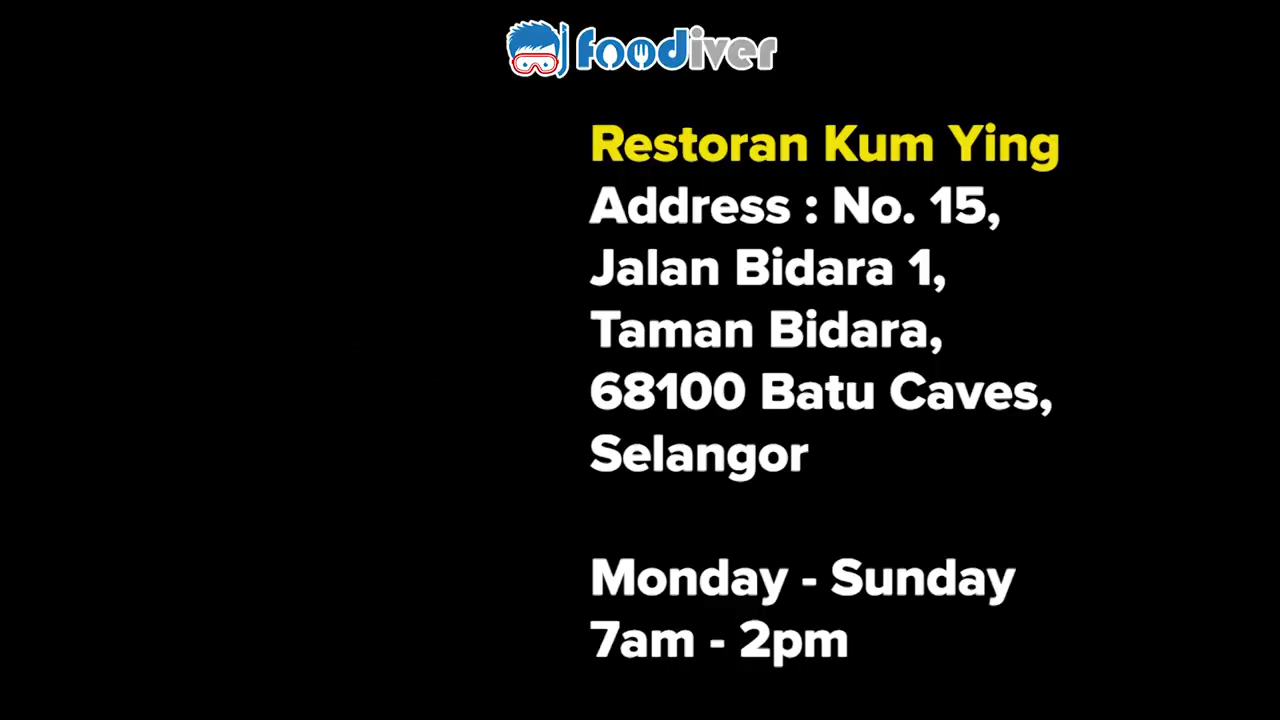 foodiver
Restoran Kum Ying
Address : No. 15,
Jalan Bidara 1,
Taman Bidara,
68100 Batu Caves,
Selangor
Monday - Sunday
7am - 2pm